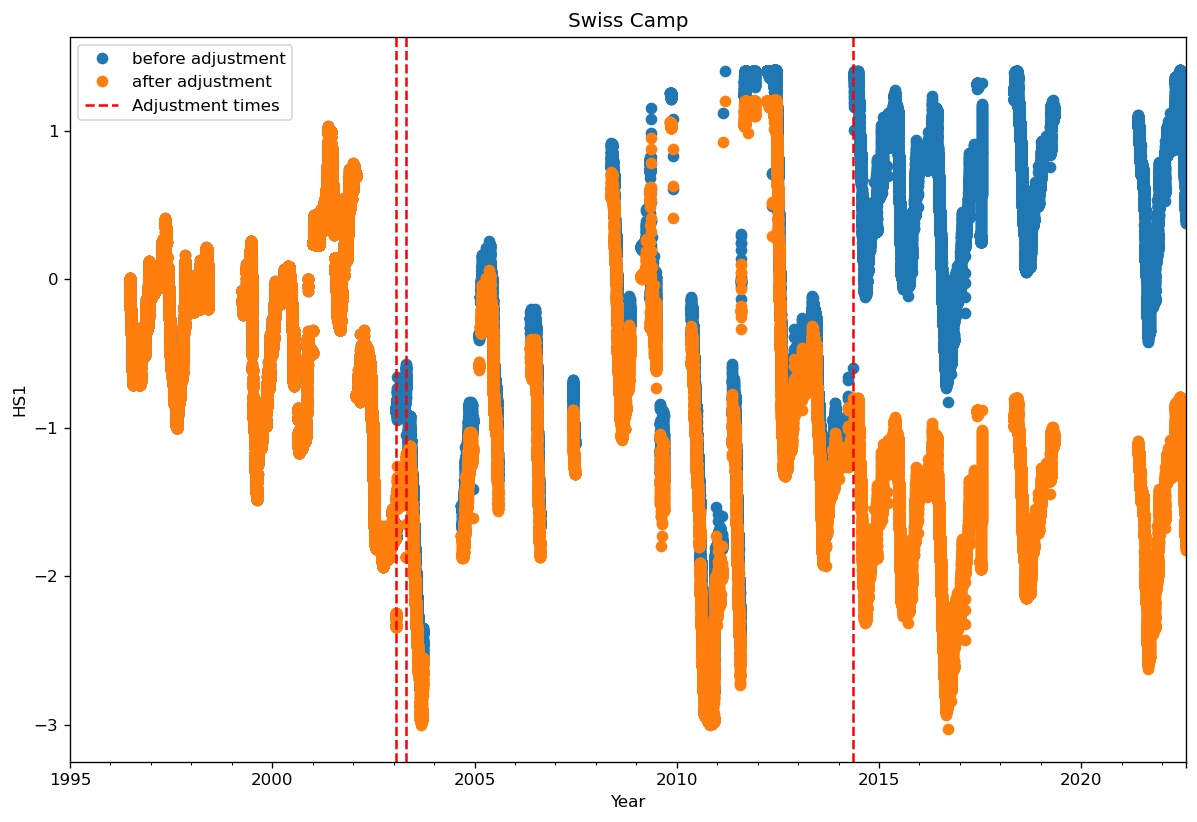 Swiss Camp
before adjustment
after adjustment
Adjustment times
HS1
1
0
−1
−2
−3
1995 2000 2005 2010 2015 2020
Year